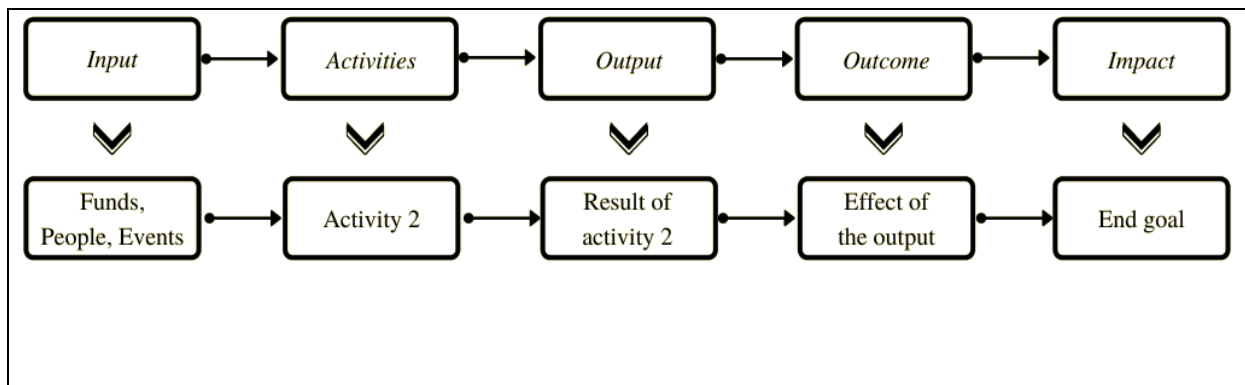 Input
Activities
Output
Outcome
Impact
Funds,
People, Events
Activity 2
Result of
activity 2
Effect of
the output
End goal